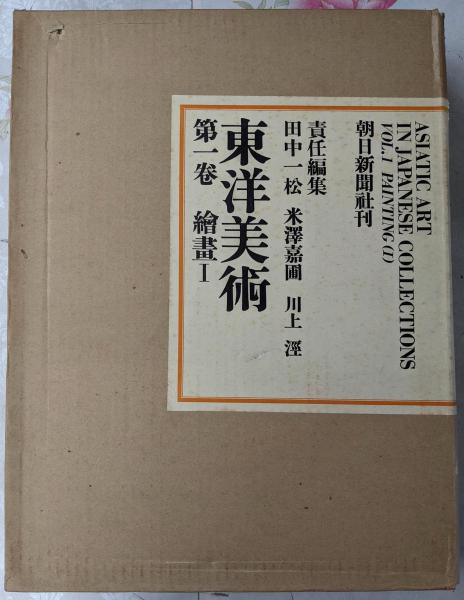 ASIATIC ART
IN JAPANESE COLLECTIONS
VOL.1 PAINTING (I)
朝日新聞社刊
責任編集
田中一松 米澤嘉圃 川上涇
東洋美術
第一卷 繪畫I